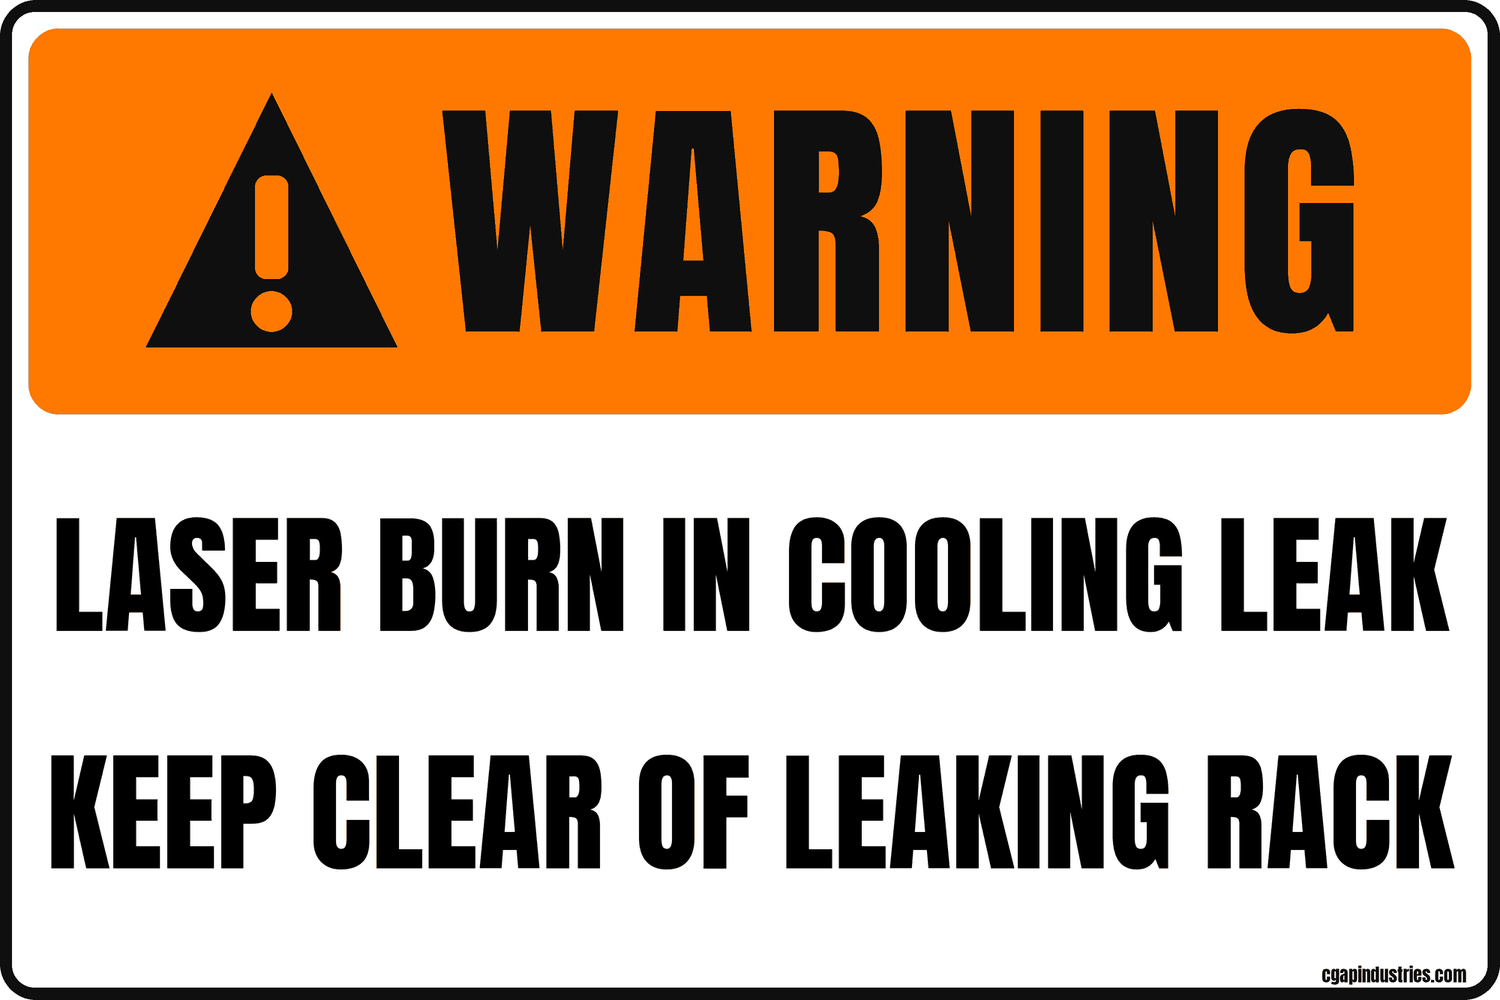 WARNING
LASER BURN IN COOLING LEAK
KEEP CLEAR OF LEAKING RACK
cgapindustries.com